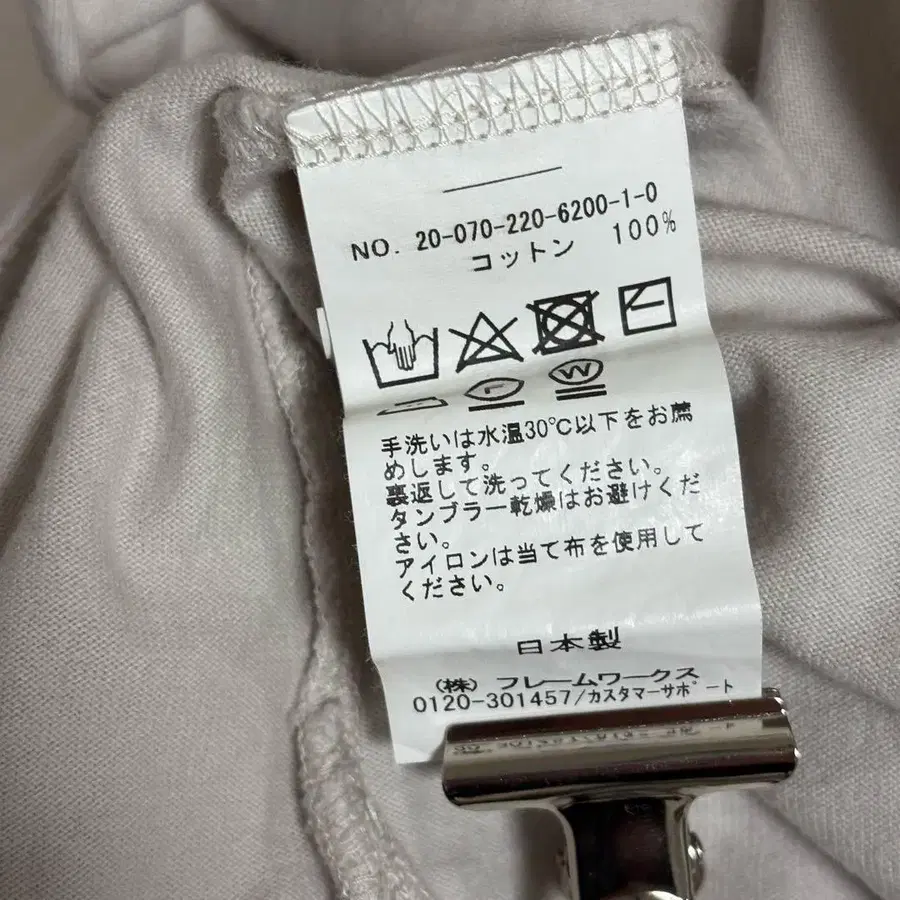 NO. 20-070-220-6200-1-0
コットン 100%
手洗いは水温30℃以下をお薦
めします。
裏返して洗ってください。
タンブラー乾燥はお避けくだ
さい。
アイロンは当て布を使用して
ください。
日本製
(株) フレームワークス
0120-301457/カスタマーサポート